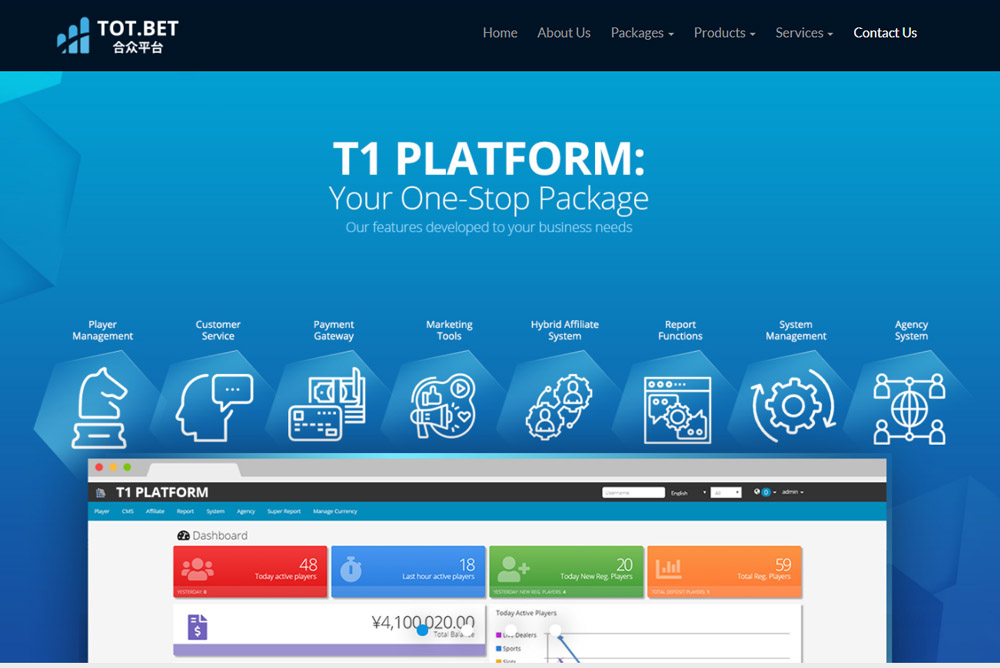 TOT.BET
合众平台
Home About Us Packages Products Services Contact Us
T1 PLATFORM:
Your One-Stop Package
Our features developed to your business needs
Player Management
Customer Service
Payment Gateway
Marketing Tools
Hybrid Affiliate System
Report Functions
System Management
Agency System
T1 PLATFORM
Username English All 0 admin
Player CMS Affiliate Report System Agency Super Report Manage Currency
Dashboard
48
Today active players
YESTERDAY: 0
18
Last hour active players
20
Today New Reg. Players
YESTERDAY NEW REG. PLAYERS: 4
59
Total Reg. Players
TOTAL DEPOSIT PLAYERS: 5
¥4,100,020.00
Total Balance
Today Active Players
Live Dealers
Sports
Slots